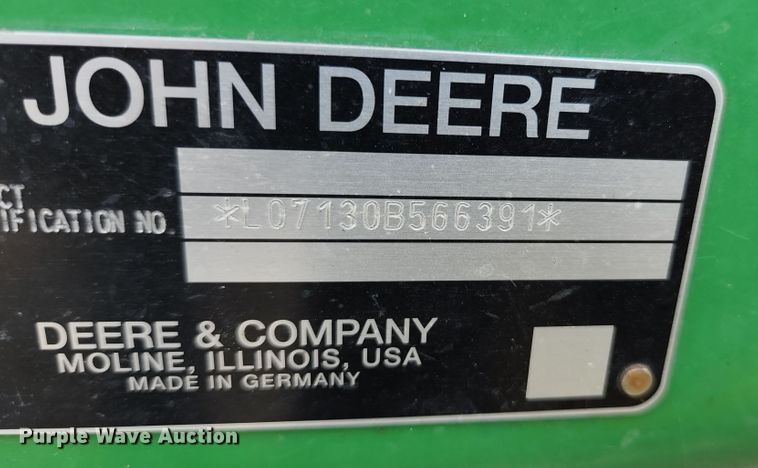 JOHN DEERE
CT
IFICATION NO.
*L07130B566391*
DEERE & COMPANY
MOLINE, ILLINOIS, USA
MADE IN GERMANY
Purple Wave Auction